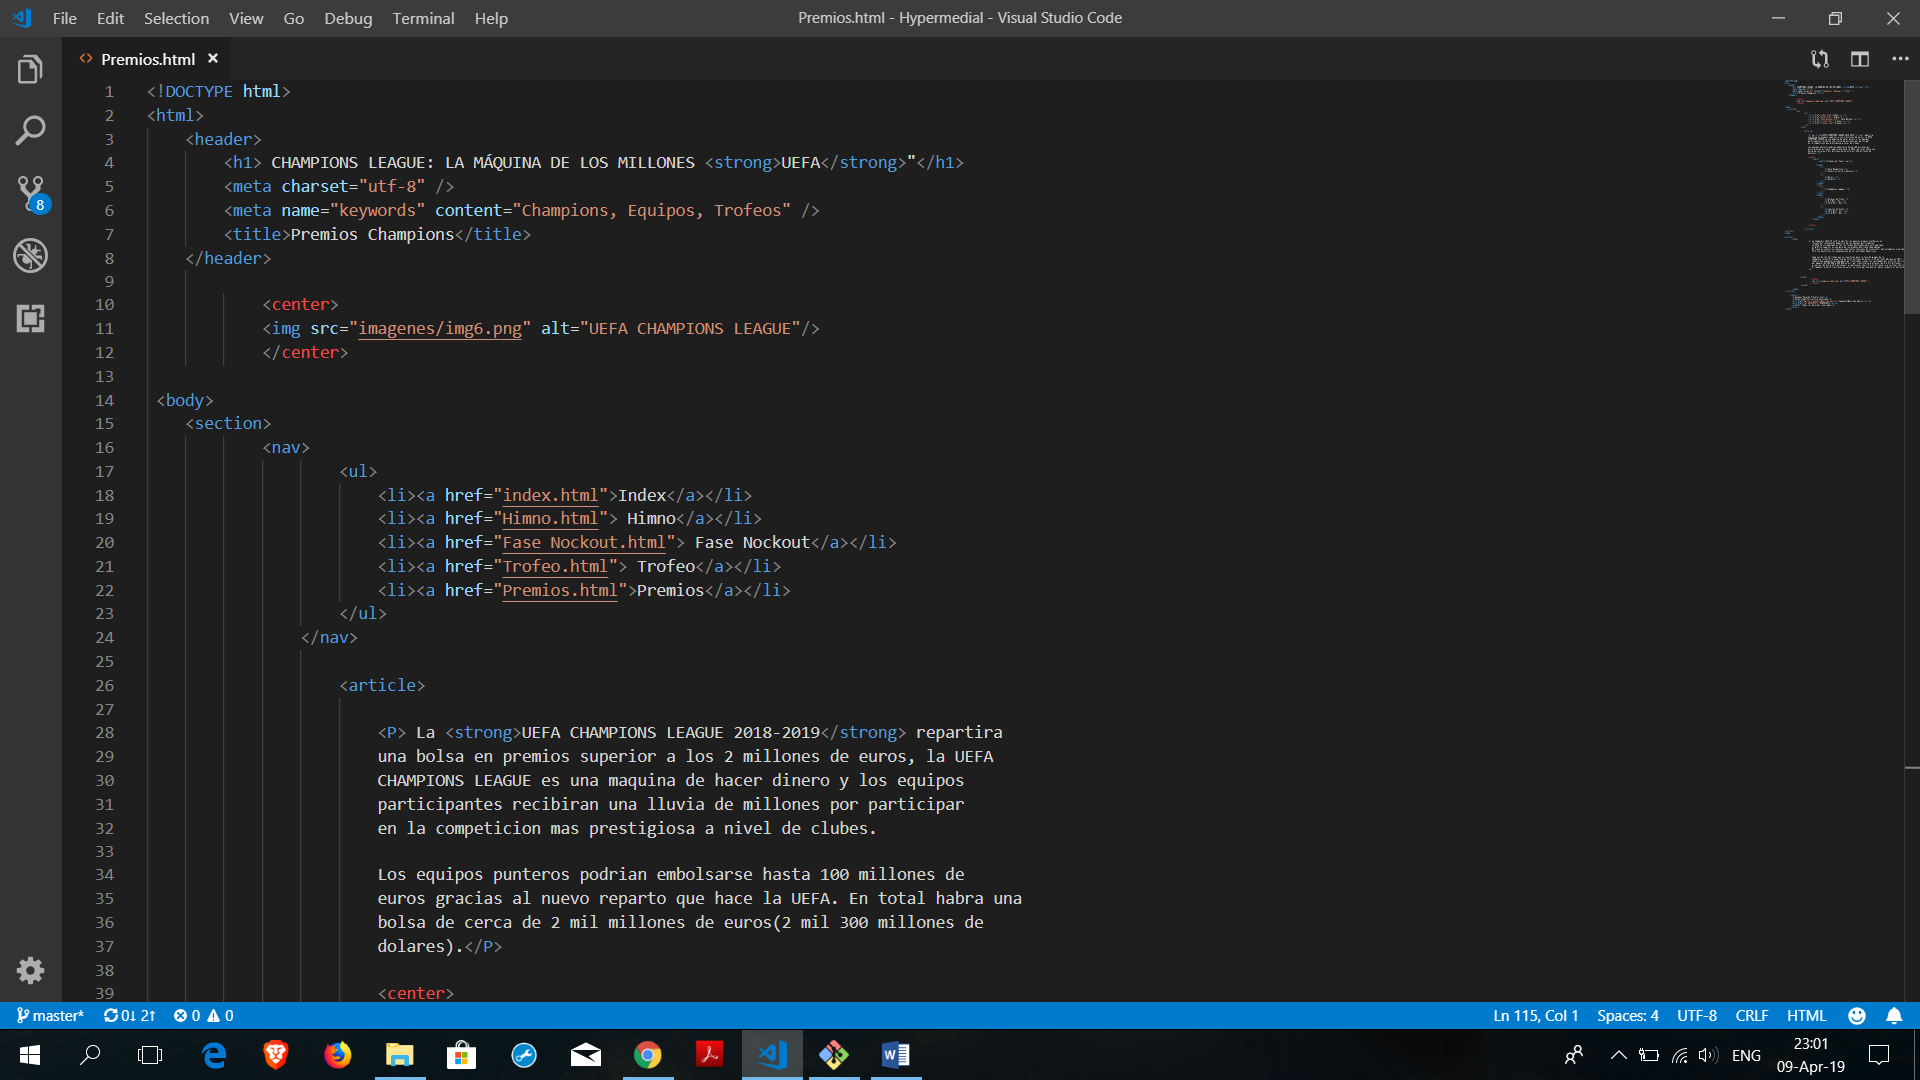 File Edit Selection View Go Debug Terminal Help
Premios.html - Hypermedial - Visual Studio Code
Premios.html
1 <!DOCTYPE html>
2 <html>
3 <header>
4 <h1> CHAMPIONS LEAGUE: LA MÁQUINA DE LOS MILLONES <strong>UEFA</strong>"</h1>
5 <meta charset="utf-8" />
6 <meta name="keywords" content="Champions, Equipos, Trofeos" />
7 <title>Premios Champions</title>
8 </header>
9
10 <center>
11 <img src="imagenes/img6.png" alt="UEFA CHAMPIONS LEAGUE"/>
12 </center>
13
14 <body>
15 <section>
16 <nav>
17 <ul>
18 <li><a href="index.html">Index</a></li>
19 <li><a href="Himno.html"> Himno</a></li>
20 <li><a href="Fase Nockout.html"> Fase Nockout</a></li>
21 <li><a href="Trofeo.html"> Trofeo</a></li>
22 <li><a href="Premios.html">Premios</a></li>
23 </ul>
24 </nav>
25
26 <article>
27
28 <P> La <strong>UEFA CHAMPIONS LEAGUE 2018-2019</strong> repartira
29 una bolsa en premios superior a los 2 millones de euros, la UEFA
30 CHAMPIONS LEAGUE es una maquina de hacer dinero y los equipos
31 participantes recibiran una lluvia de millones por participar
32 en la competicion mas prestigiosa a nivel de clubes.
33
34 Los equipos punteros podrian embolsarse hasta 100 millones de
35 euros gracias al nuevo reparto que hace la UEFA. En total habra una
36 bolsa de cerca de 2 mil millones de euros(2 mil 300 millones de
37 dolares).</P>
38
39 <center>
8
master* 0↓ 2↑ 0 0
Ln 115, Col 1 Spaces: 4 UTF-8 CRLF HTML
ENG
23:01
09-Apr-19